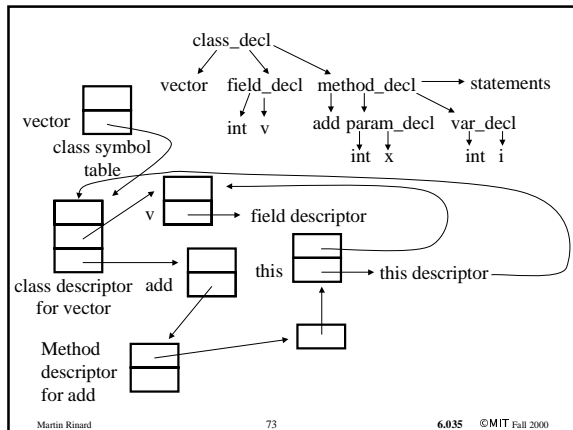 class_decl
vector field_decl method_decl statements
int v add param_decl var_decl
int x int i
vector
class symbol
table
v
field descriptor
class descriptor
for vector
add
this
this descriptor
Method
descriptor
for add
Martin Rinard 73 6.035 ©MIT Fall 2000